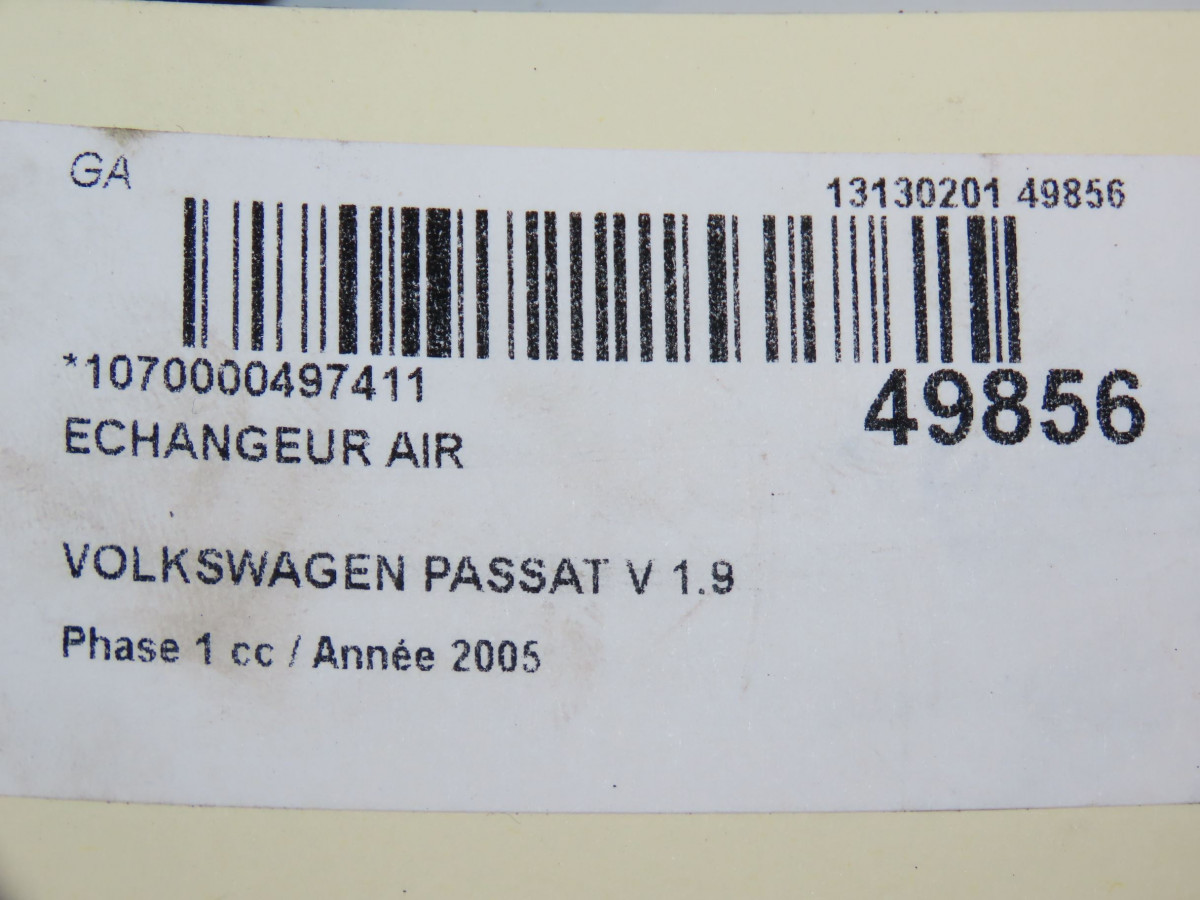 GA
13130201 49856
*1070000497411
49856
ECHANGEUR AIR
VOLKSWAGEN PASSAT V 1.9
Phase 1 cc / Année 2005